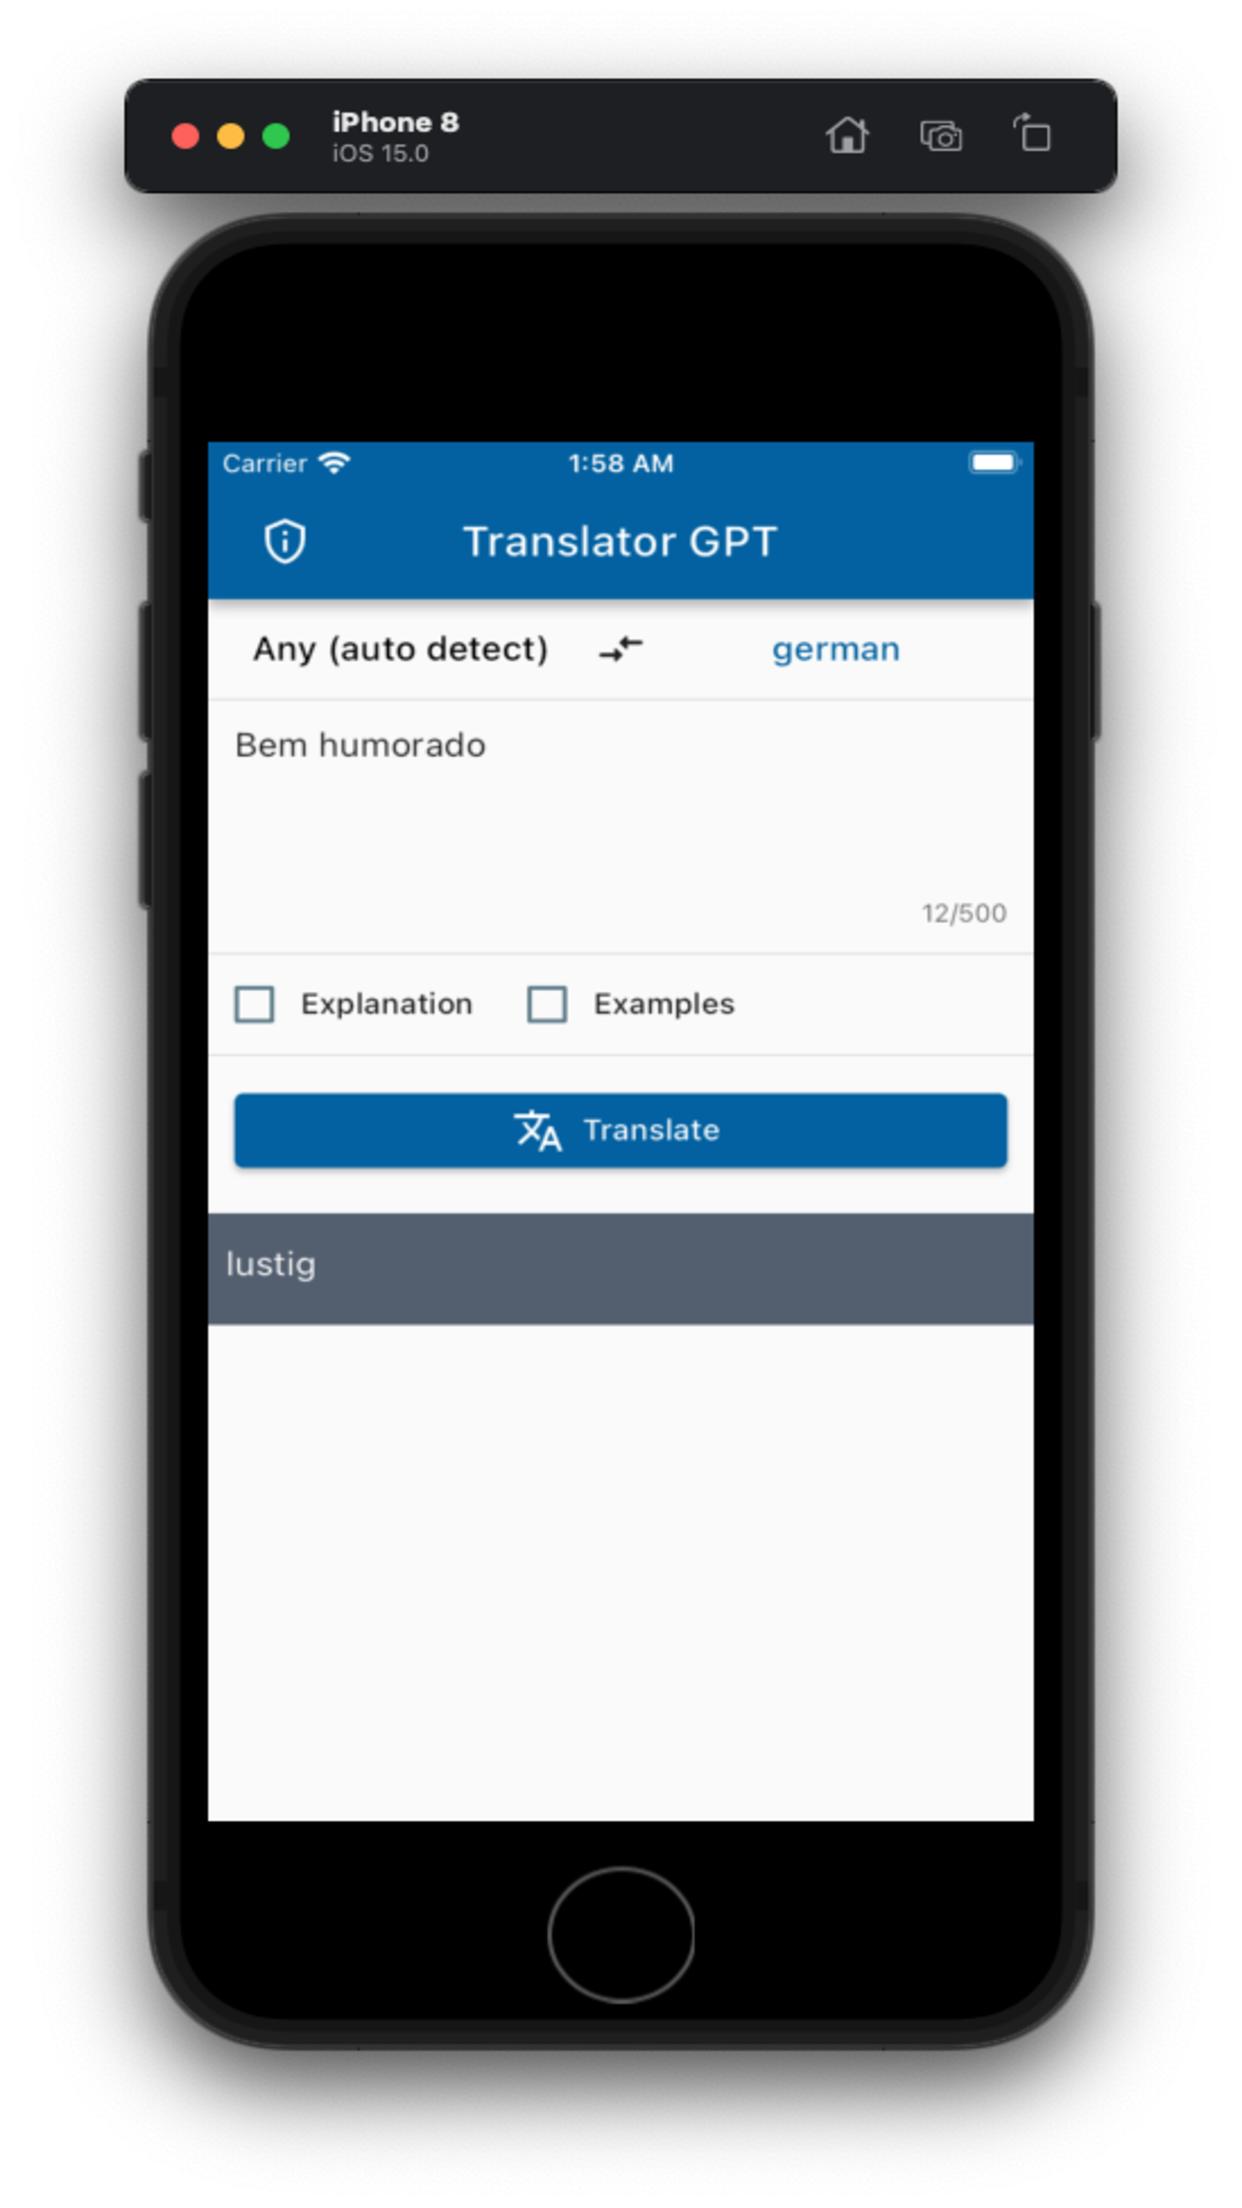 iPhone 8
iOS 15.0
Carrier 1:58 AM
Translator GPT
Any (auto detect) german
Bem humorado
12/500
Explanation Examples
Translate
lustig